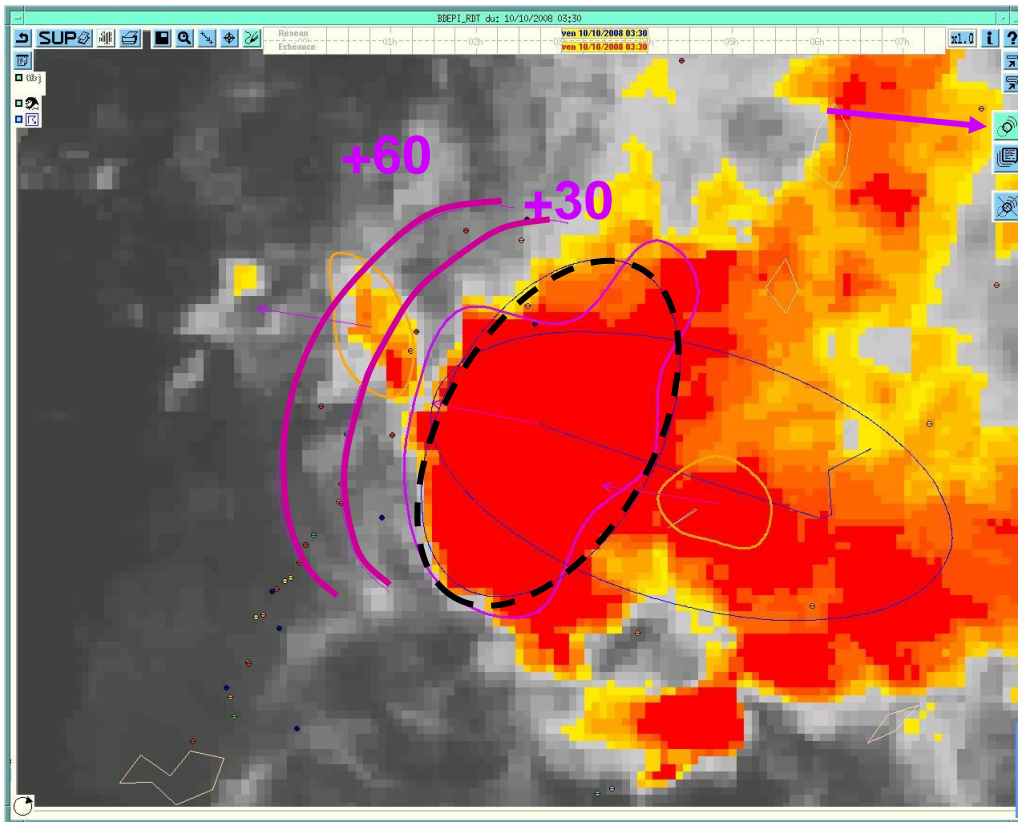 BDEPI_RDT du: 10/10/2008 03:30
SUP
Réseau
Echéance
ven 10/10/2008 03:30
ven 10/10/2008 03:30
01h
02h
05h
06h
07h
x1.0
i
?
Obj
+60
+30